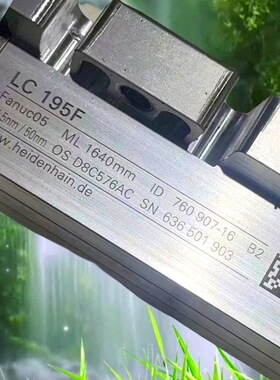 LC 195F
Fanuc05 ML 1640mm ID 760 907-16 B2
5mm/50nm OS D8C576AC SN 636 501 903
www.heidenhain.de